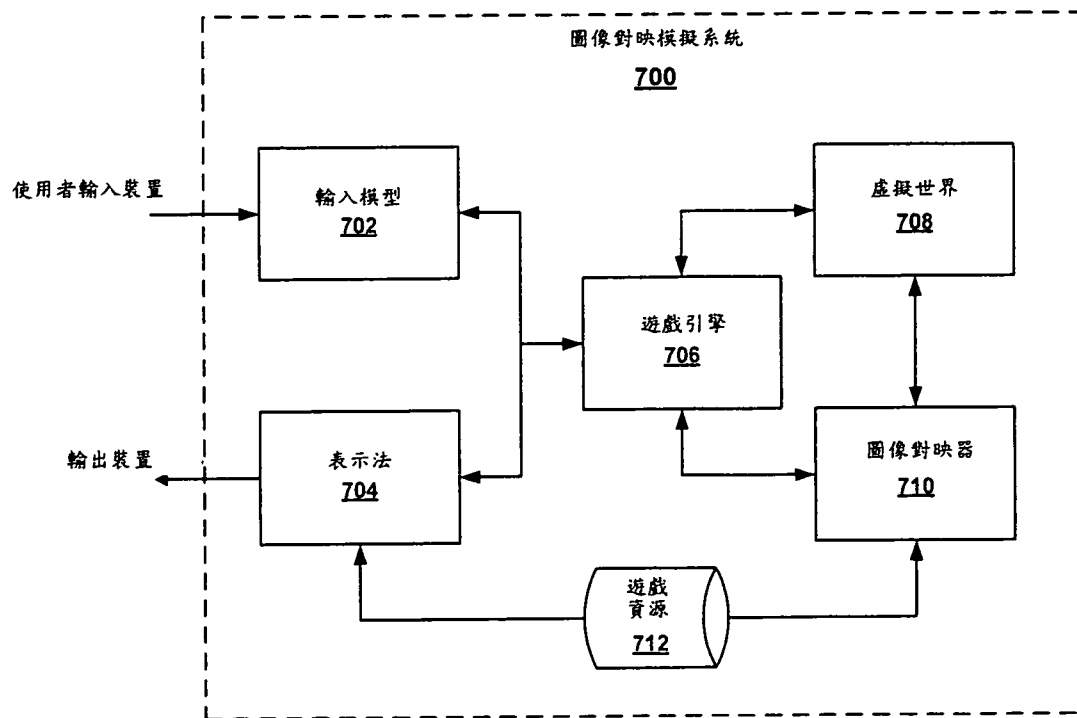 圖像對映模擬系統
700
使用者輸入裝置
輸入模型
702
虛擬世界
708
遊戲引擎
706
輸出裝置
表示法
704
圖像對映器
710
遊戲
資源
712